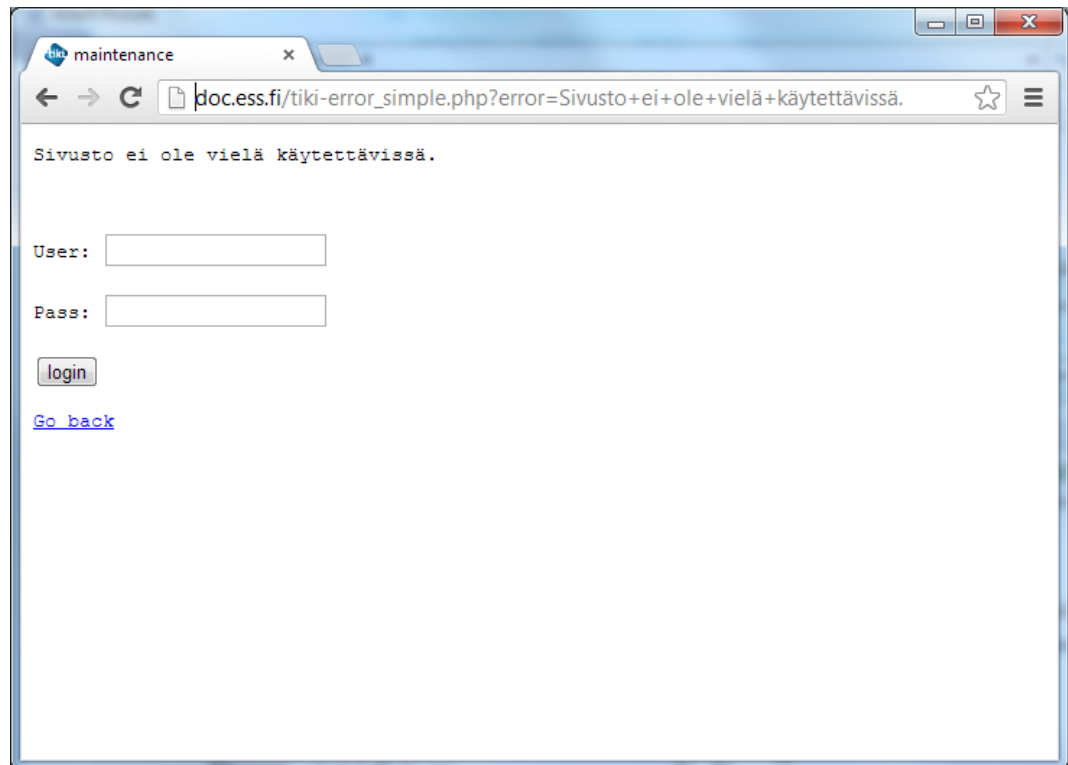 tiki maintenance
doc.ess.fi/tiki-error_simple.php?error=Sivusto+ei+ole+vielä+käytettävissä.
Sivusto ei ole vielä käytettävissä.
User:
Pass:
login
Go back